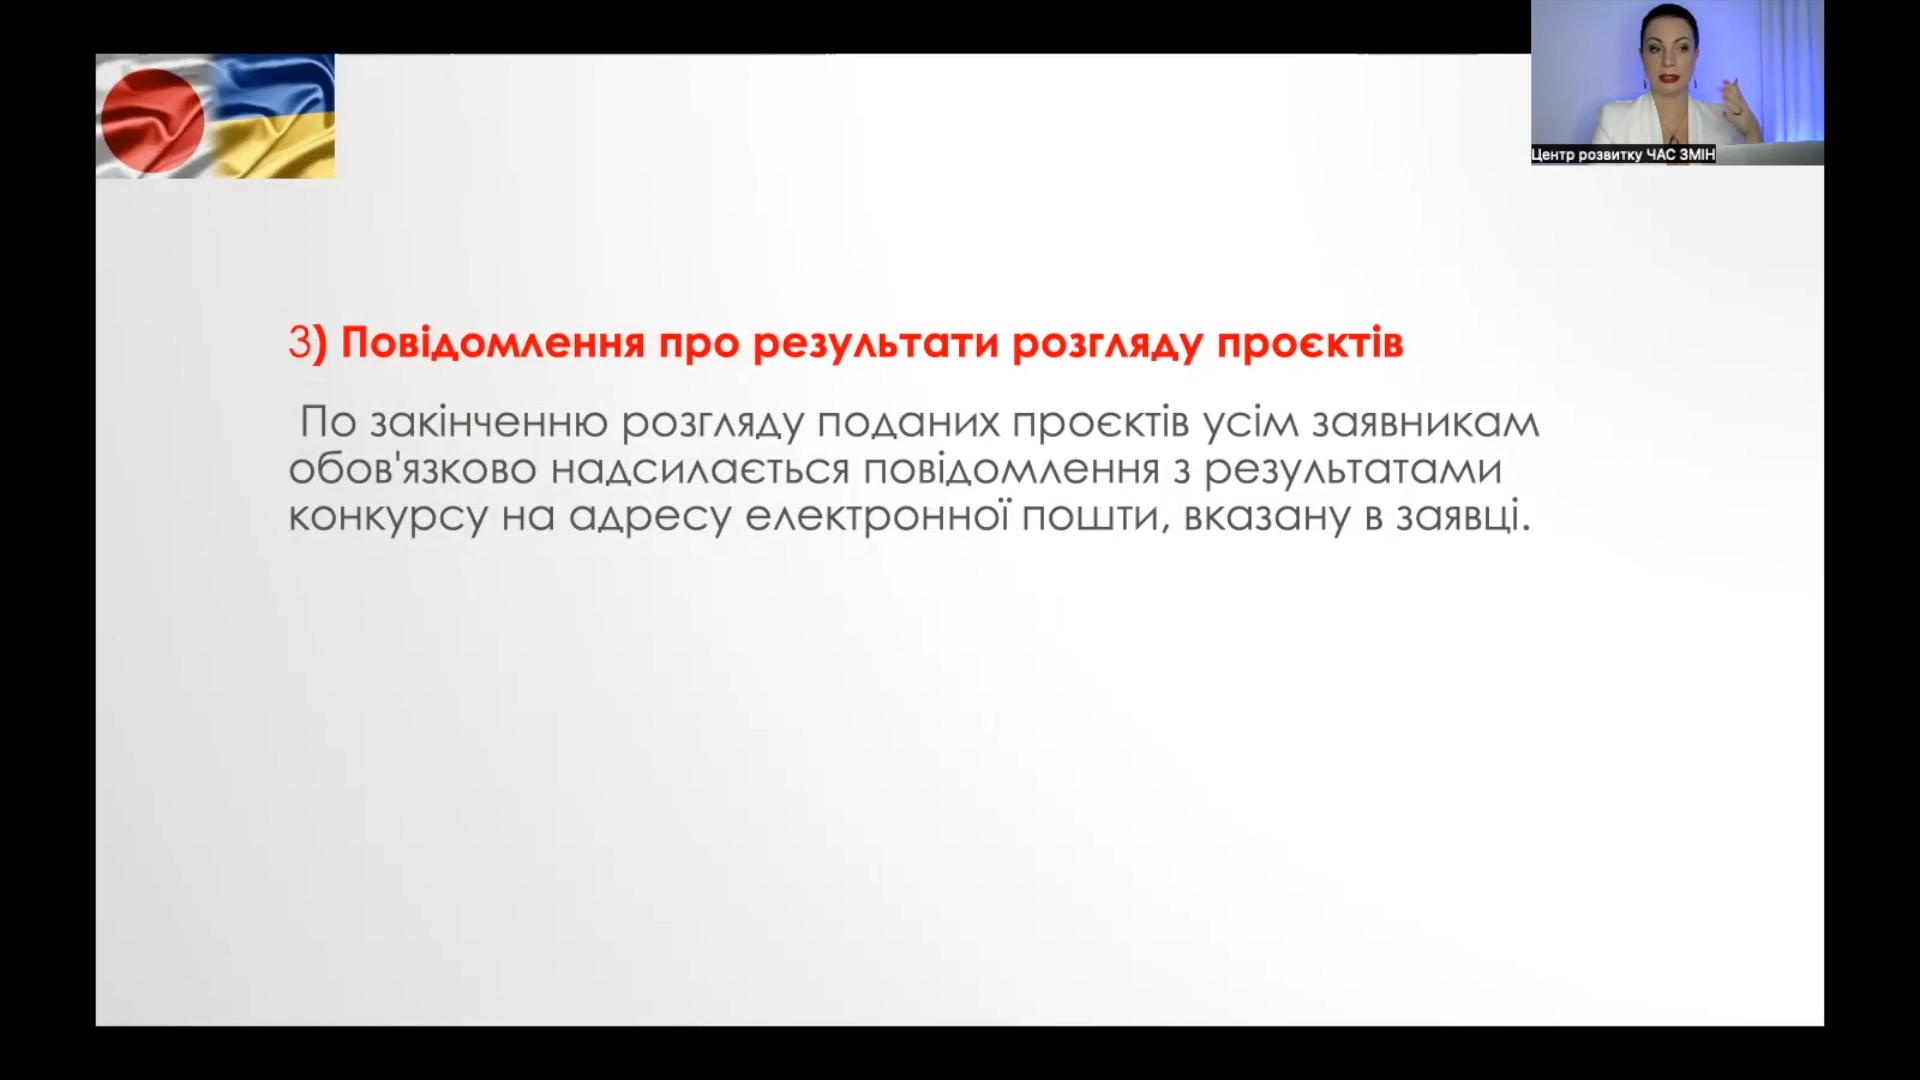 Центр розвитку ЧАС ЗМІН
3) Повідомлення про результати розгляду проєктів
По закінченню розгляду поданих проєктів усім заявникам
обов'язково надсилається повідомлення з результатами
конкурсу на адресу електронної пошти, вказану в заявці.